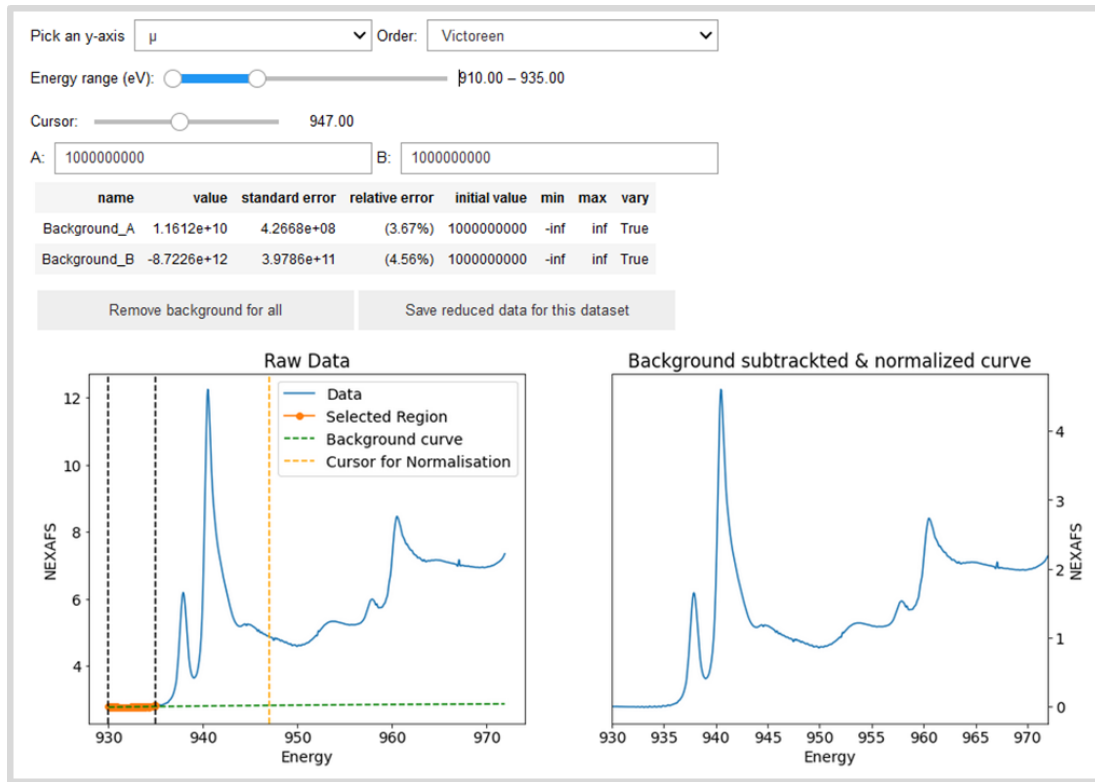 Pick an y-axis μ Order: Victoreen
Energy range (eV): 910.00 – 935.00
Cursor: 947.00
A: 1000000000 B: 1000000000
name value standard error relative error initial value min max vary
Background_A 1.1612e+10 4.2668e+08 (3.67%) 1000000000 -inf inf True
Background_B -8.7226e+12 3.9786e+11 (4.56%) 1000000000 -inf inf True
Remove background for all Save reduced data for this dataset
Raw Data
12
10
8
6
4
NEXAFS
Data
Selected Region
Background curve
Cursor for Normalisation
930 940 950 960 970
Energy
Background subtrackted & normalized curve
4
3
2
1
0
NEXAFS
930 935 940 945 950 955 960 965 970
Energy